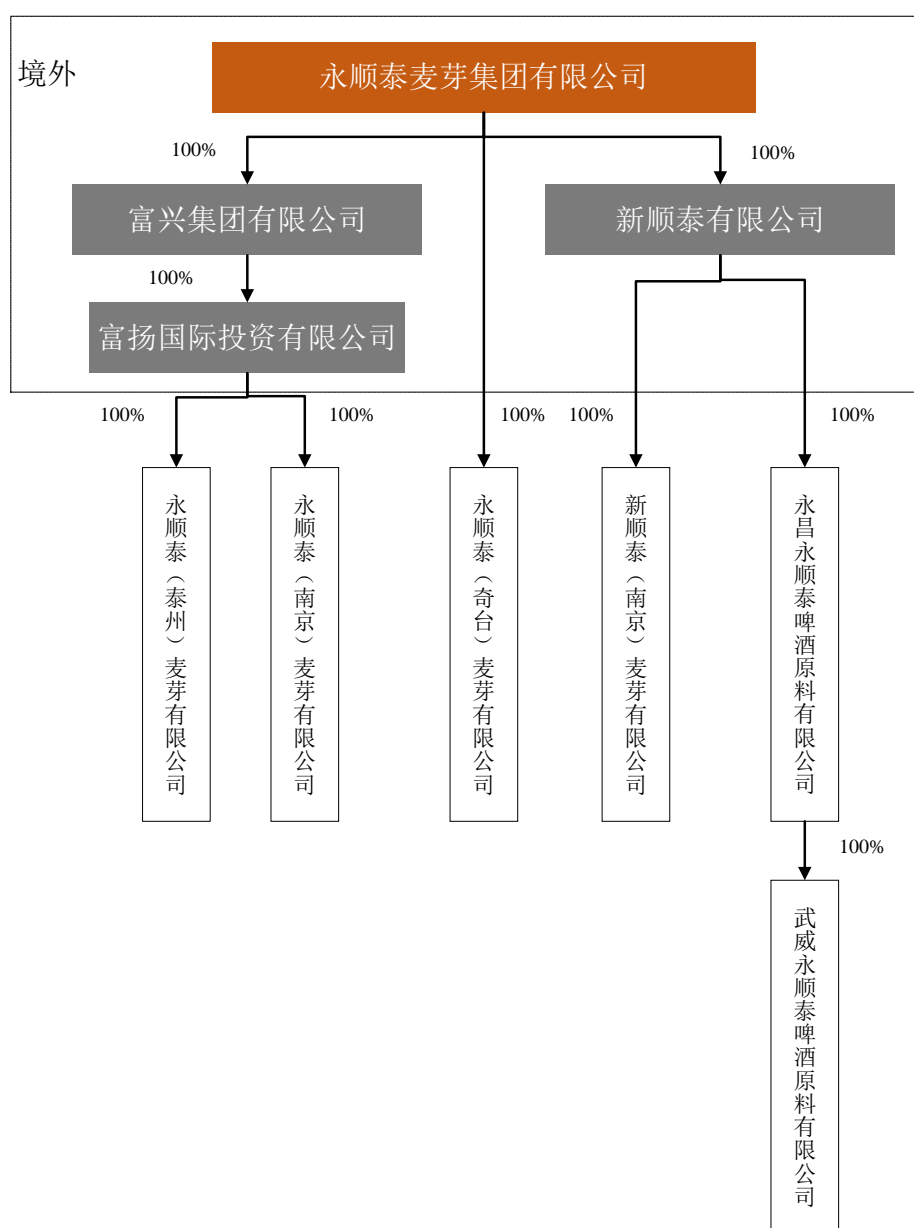 境外
永顺泰麦芽集团有限公司
100%
100%
富兴集团有限公司
新顺泰有限公司
100%
富扬国际投资有限公司
100%
100%
100%
100%
100%
永顺泰（泰州）麦芽有限公司
永顺泰（南京）麦芽有限公司
永顺泰（奇台）麦芽有限公司
新顺泰（南京）麦芽有限公司
永昌永顺泰啤酒原料有限公司
100%
武威永顺泰啤酒原料有限公司